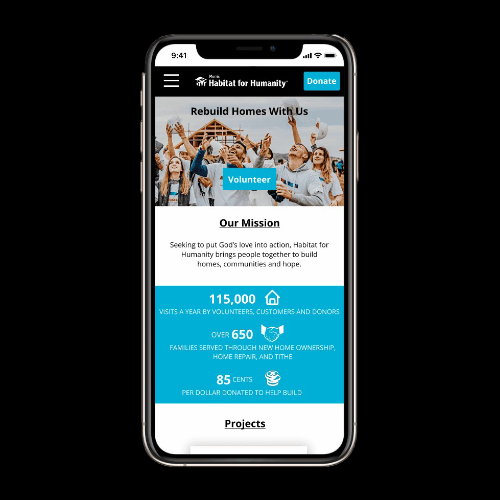 9:41
Habitat for Humanity
Donate
Rebuild Homes With Us
Volunteer
Our Mission
Seeking to put God's love into action, Habitat for
Humanity brings people together to build
homes, communities and hope.
115,000
VISITS A YEAR BY VOLUNTEERS, CUSTOMERS AND DONORS
OVER 650
FAMILIES SERVED THROUGH NEW HOME OWNERSHIP,
HOME REPAIR, AND TITHE
85 CENTS
PER DOLLAR DONATED TO HELP BUILD
Projects